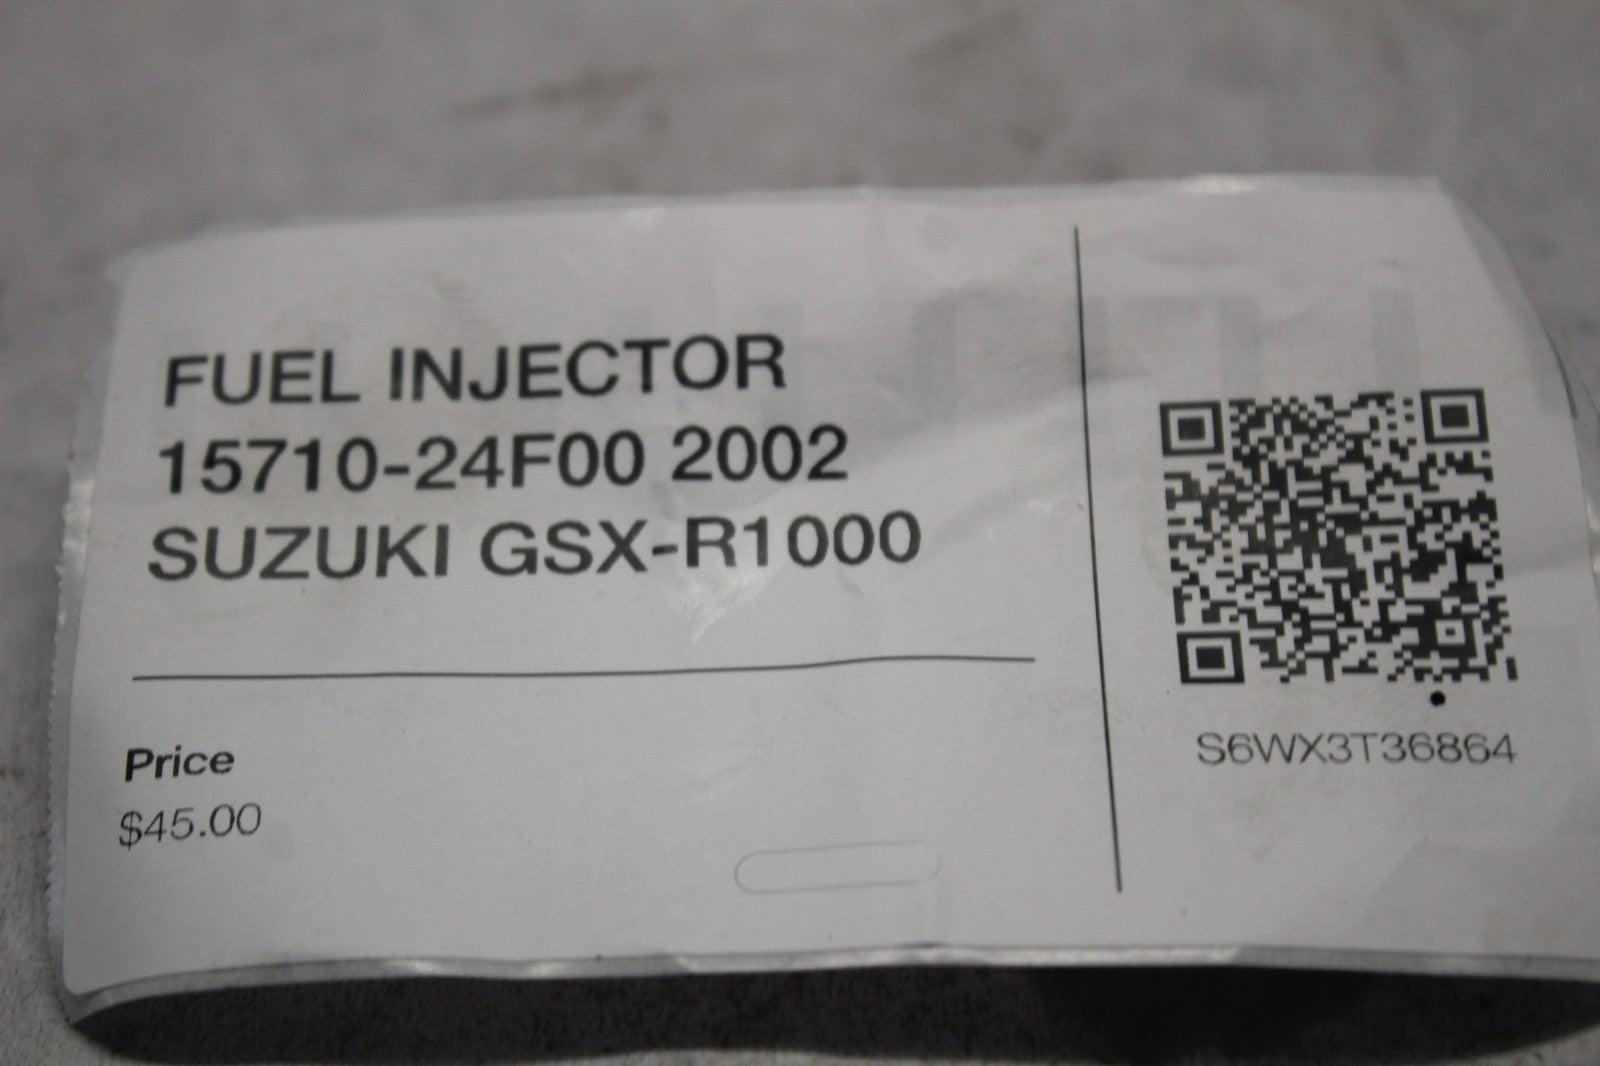 FUEL INJECTOR
15710-24F00 2002
SUZUKI GSX-R1000
Price
$45.00
S6WX3T36864